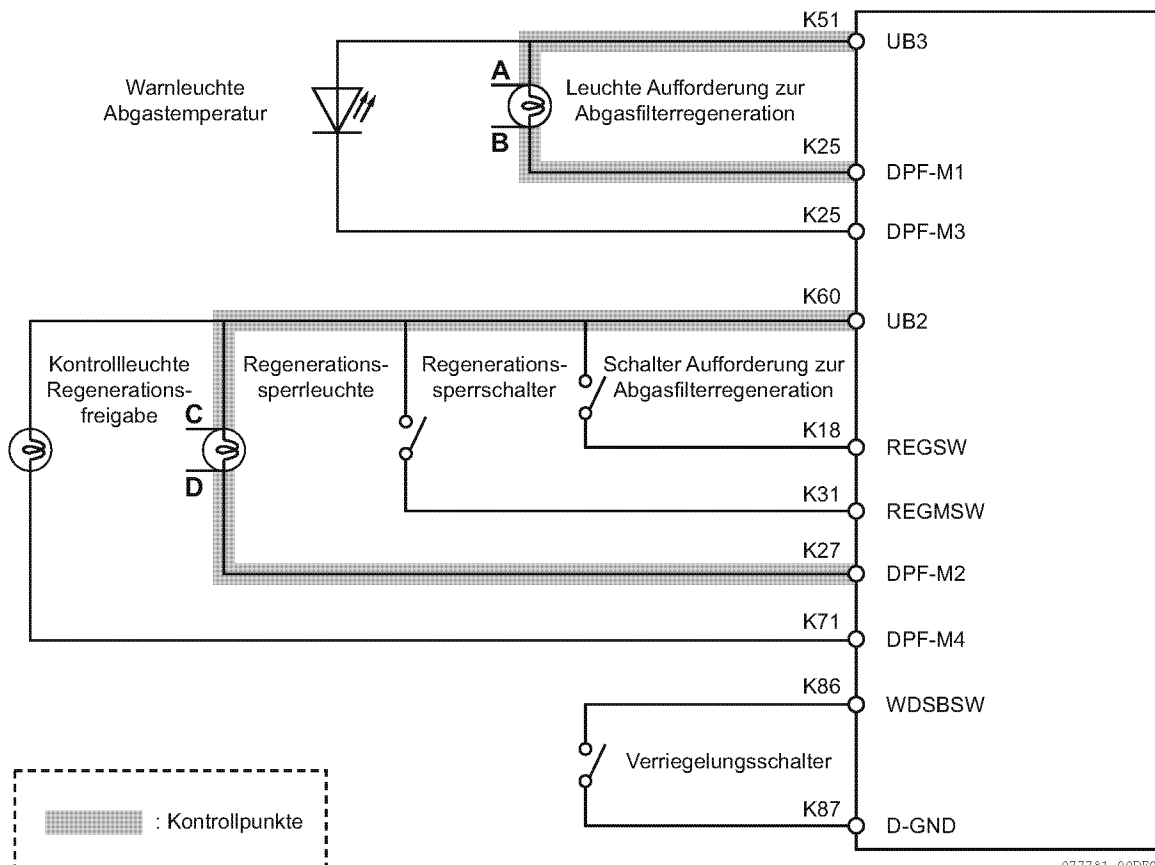 K51
UB3
Warnleuchte
Abgastemperatur
A
B
Leuchte Aufforderung zur
Abgasfilterregeneration
K25
DPF-M1
K25
DPF-M3
K60
UB2
Kontrollleuchte
Regenerations-
freigabe
C
D
Regenerations-
sperrleuchte
Regenerations-
sperrschalter
Schalter Aufforderung zur
Abgasfilterregeneration
K18
REGSW
K31
REGMSW
K27
DPF-M2
K71
DPF-M4
K86
WDSBSW
Verriegelungsschalter
K87
D-GND
: Kontrollpunkte